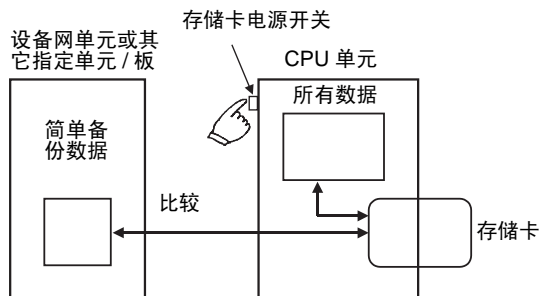 存储卡电源开关
设备网单元或其
它指定单元 / 板
CPU 单元
所有数据
简单备
份数据
比较
存储卡